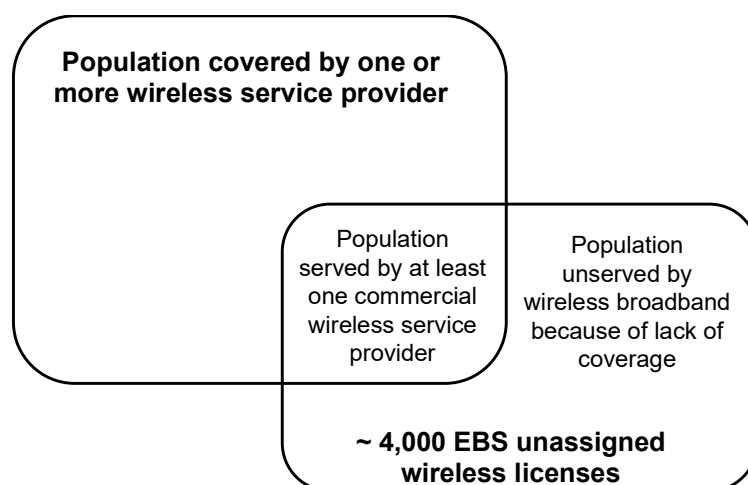 Population covered by one or
more wireless service provider
Population
served by at least
one commercial
wireless service
provider
Population
unserved by
wireless broadband
because of lack of
coverage
~ 4,000 EBS unassigned
wireless licenses